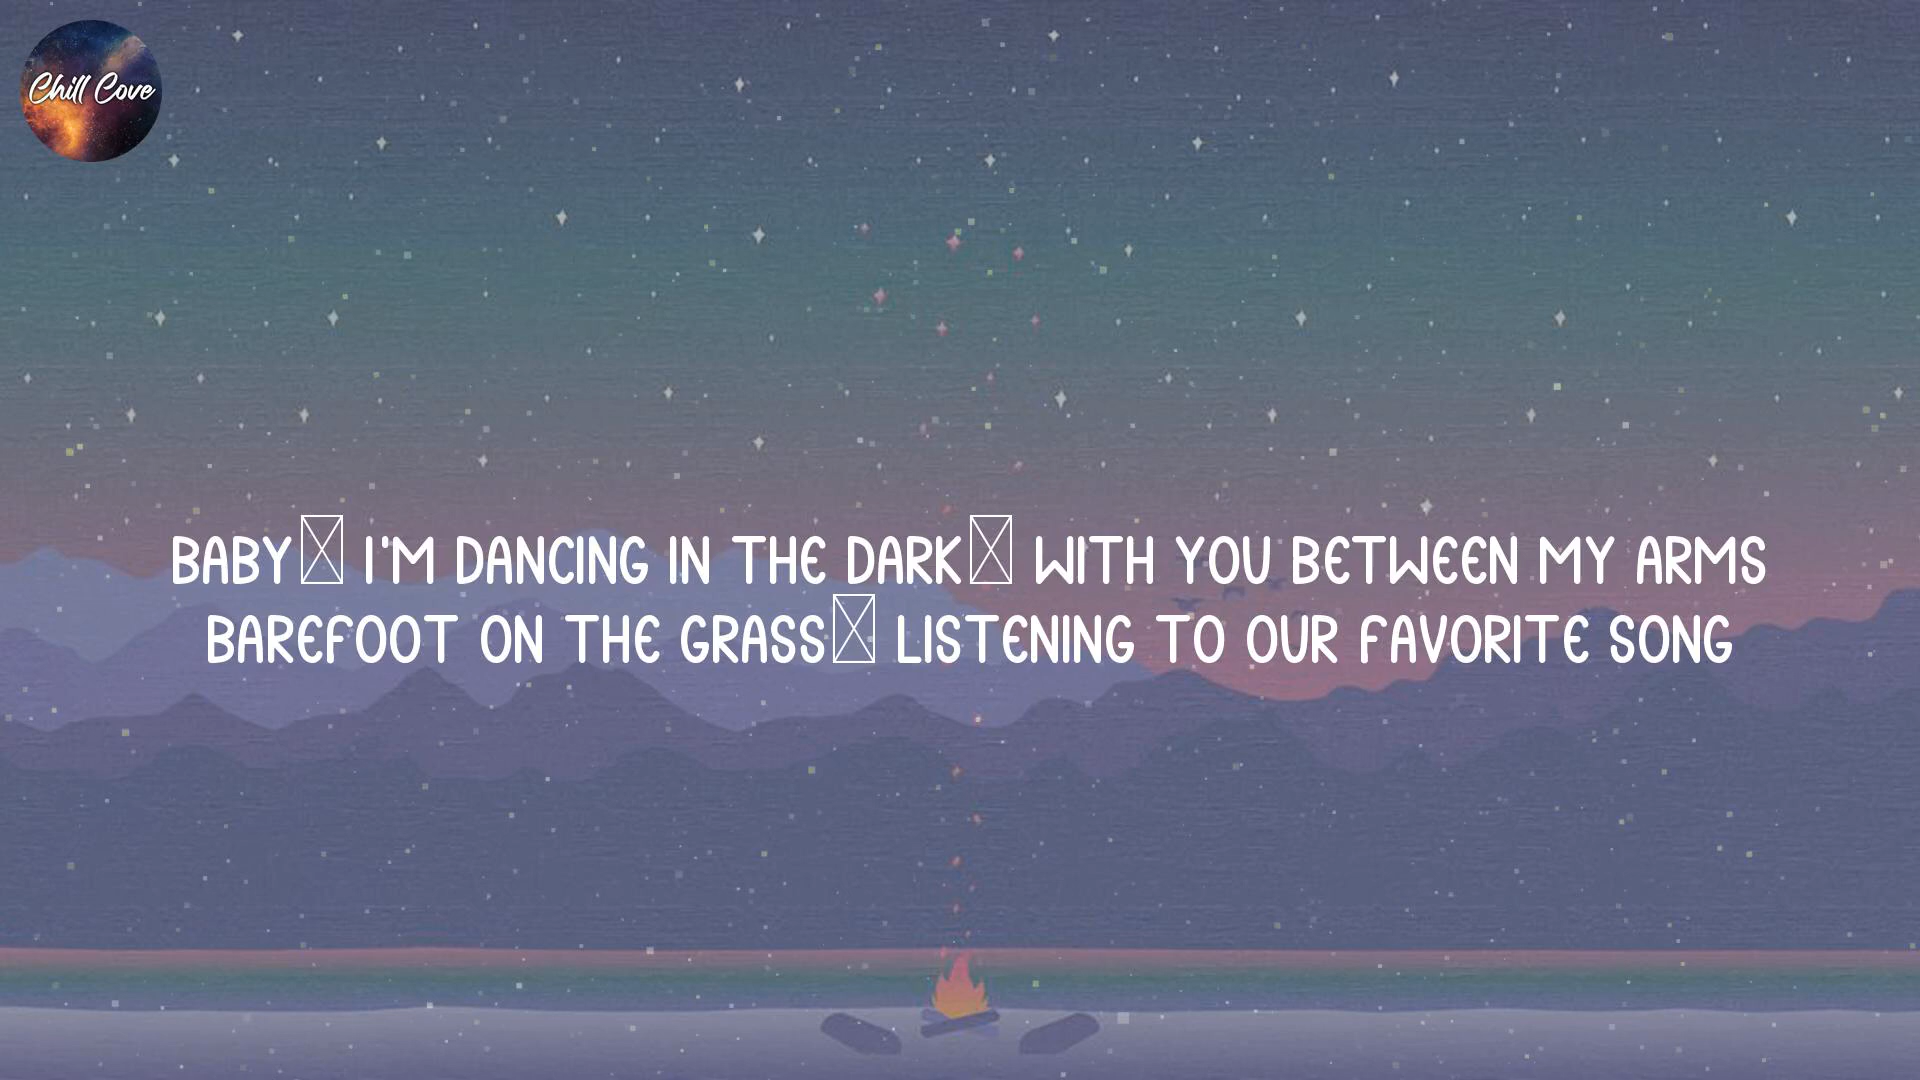 Chill Cove
BABY☒ I'M DANCING IN THE DARK☒ WITH YOU BETWEEN MY ARMS
BAREFOOT ON THE GRASS☒ LISTENING TO OUR FAVORITE SONG